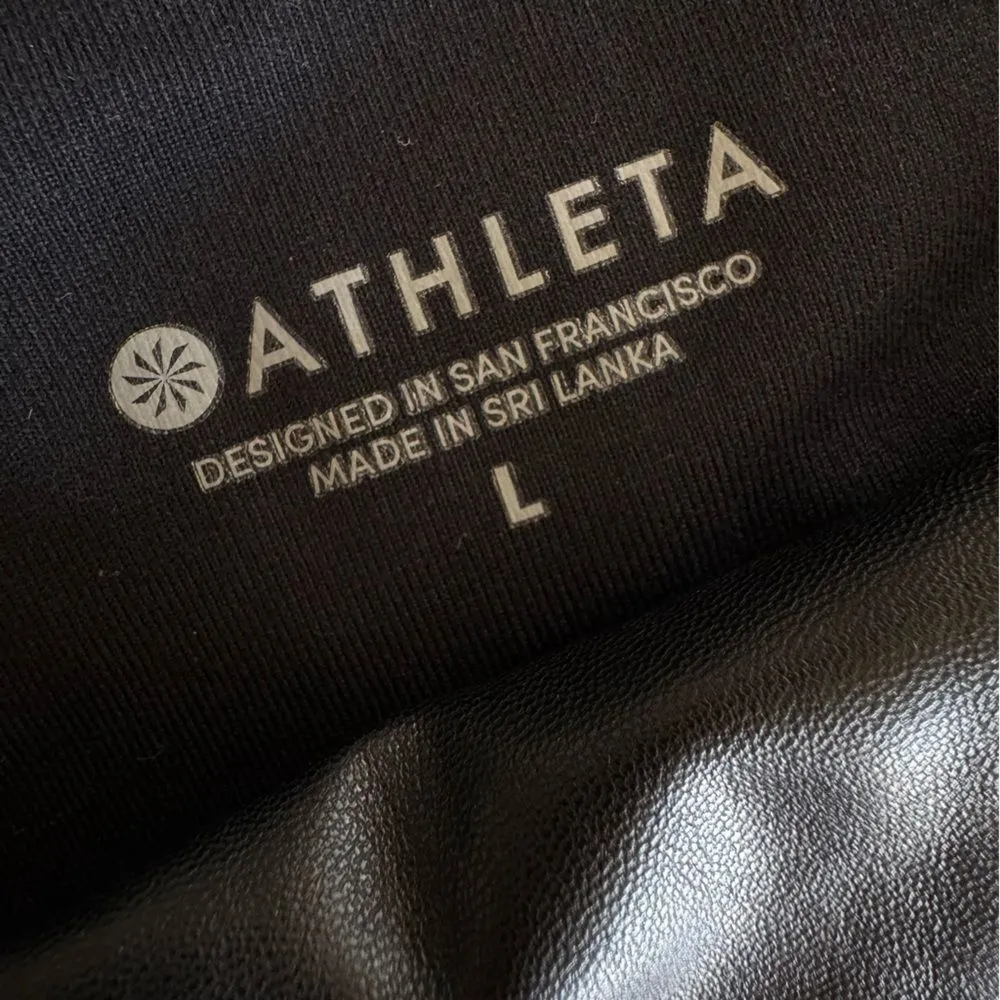 ATHLETA
DESIGNED IN SAN FRANCISCO
MADE IN SRI LANKA
L